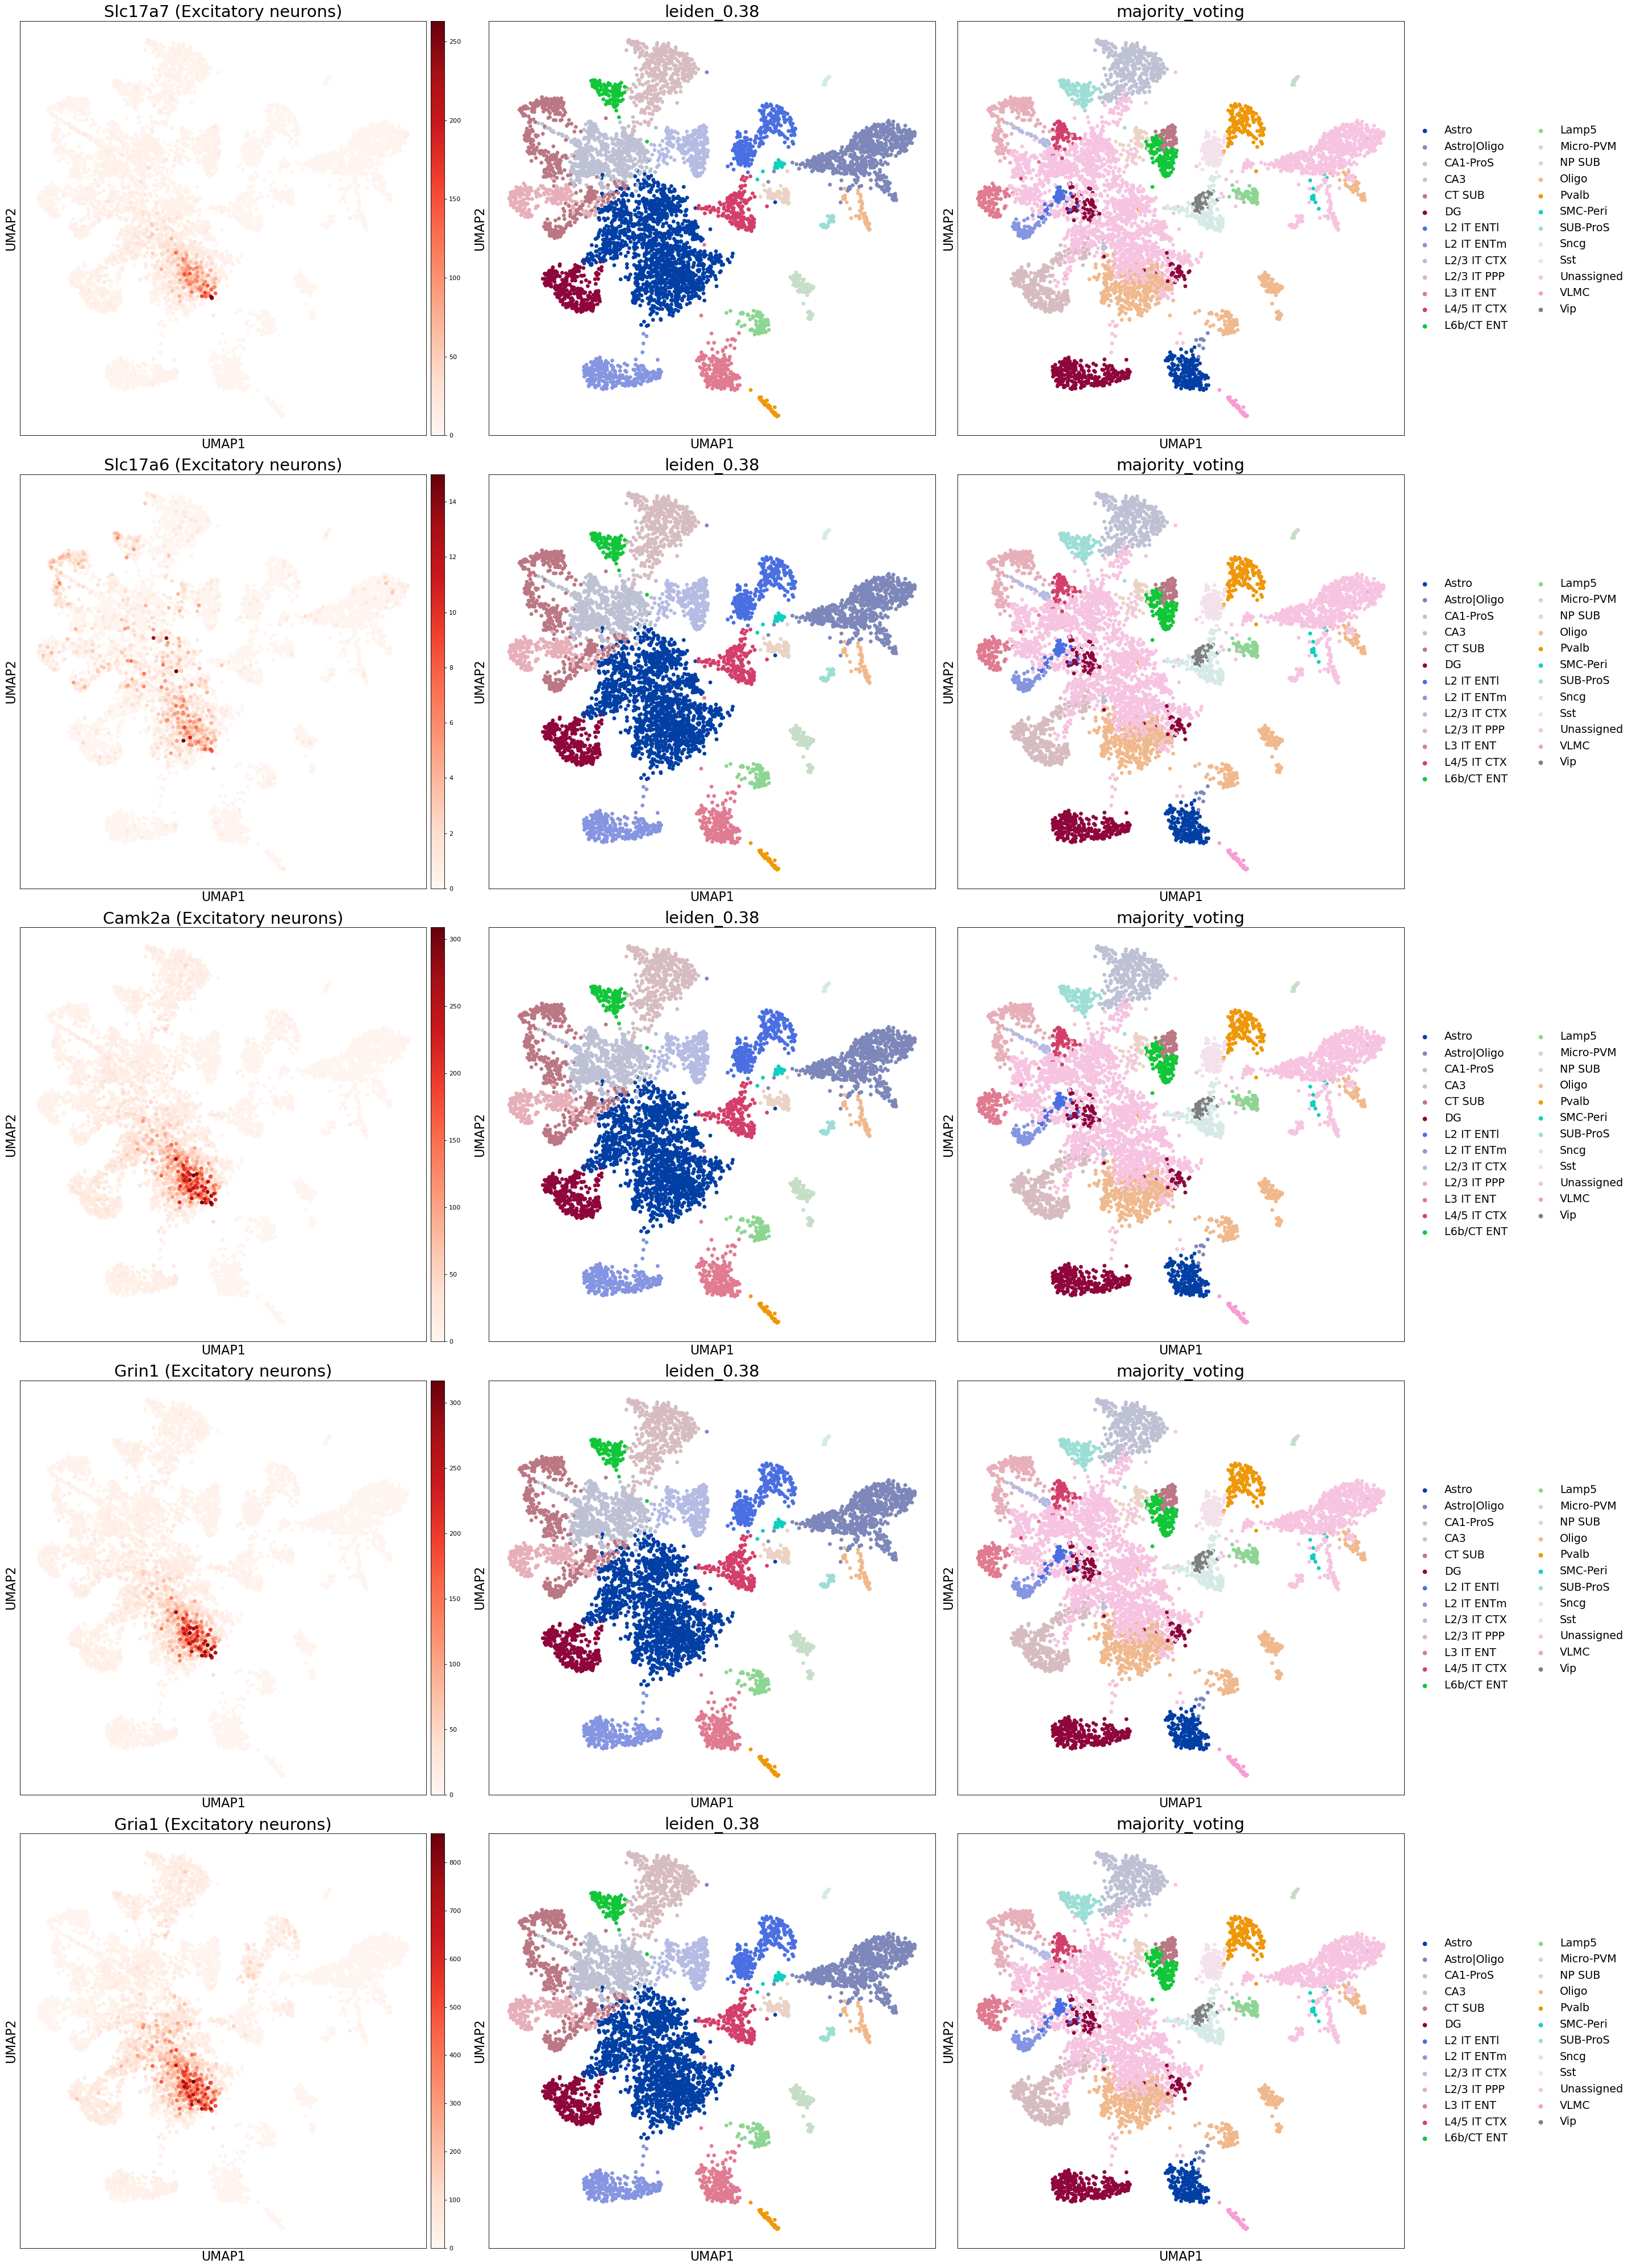 Slc17a7 (Excitatory neurons)
leiden_0.38
majority_voting
250
200
150
100
50
0
UMAP2
UMAP2
UMAP2
UMAP1
UMAP1
UMAP1
Astro
Astro|Oligo
CA1-ProS
CA3
CT SUB
DG
L2 IT ENTl
L2 IT ENTm
L2/3 IT CTX
L2/3 IT PPP
L3 IT ENT
L4/5 IT CTX
L6b/CT ENT
Lamp5
Micro-PVM
NP SUB
Oligo
Pvalb
SMC-Peri
SUB-ProS
Sncg
Sst
Unassigned
VLMC
Vip
Slc17a6 (Excitatory neurons)
leiden_0.38
majority_voting
14
12
10
8
6
4
2
0
UMAP2
UMAP2
UMAP2
UMAP1
UMAP1
UMAP1
Astro
Astro|Oligo
CA1-ProS
CA3
CT SUB
DG
L2 IT ENTl
L2 IT ENTm
L2/3 IT CTX
L2/3 IT PPP
L3 IT ENT
L4/5 IT CTX
L6b/CT ENT
Lamp5
Micro-PVM
NP SUB
Oligo
Pvalb
SMC-Peri
SUB-ProS
Sncg
Sst
Unassigned
VLMC
Vip
Camk2a (Excitatory neurons)
leiden_0.38
majority_voting
300
250
200
150
100
50
0
UMAP2
UMAP2
UMAP2
UMAP1
UMAP1
UMAP1
Astro
Astro|Oligo
CA1-ProS
CA3
CT SUB
DG
L2 IT ENTl
L2 IT ENTm
L2/3 IT CTX
L2/3 IT PPP
L3 IT ENT
L4/5 IT CTX
L6b/CT ENT
Lamp5
Micro-PVM
NP SUB
Oligo
Pvalb
SMC-Peri
SUB-ProS
Sncg
Sst
Unassigned
VLMC
Vip
Grin1 (Excitatory neurons)
leiden_0.38
majority_voting
300
250
200
150
100
50
0
UMAP2
UMAP2
UMAP2
UMAP1
UMAP1
UMAP1
Astro
Astro|Oligo
CA1-ProS
CA3
CT SUB
DG
L2 IT ENTl
L2 IT ENTm
L2/3 IT CTX
L2/3 IT PPP
L3 IT ENT
L4/5 IT CTX
L6b/CT ENT
Lamp5
Micro-PVM
NP SUB
Oligo
Pvalb
SMC-Peri
SUB-ProS
Sncg
Sst
Unassigned
VLMC
Vip
Gria1 (Excitatory neurons)
leiden_0.38
majority_voting
800
700
600
500
400
300
200
100
0
UMAP2
UMAP2
UMAP2
UMAP1
UMAP1
UMAP1
Astro
Astro|Oligo
CA1-ProS
CA3
CT SUB
DG
L2 IT ENTl
L2 IT ENTm
L2/3 IT CTX
L2/3 IT PPP
L3 IT ENT
L4/5 IT CTX
L6b/CT ENT
Lamp5
Micro-PVM
NP SUB
Oligo
Pvalb
SMC-Peri
SUB-ProS
Sncg
Sst
Unassigned
VLMC
Vip